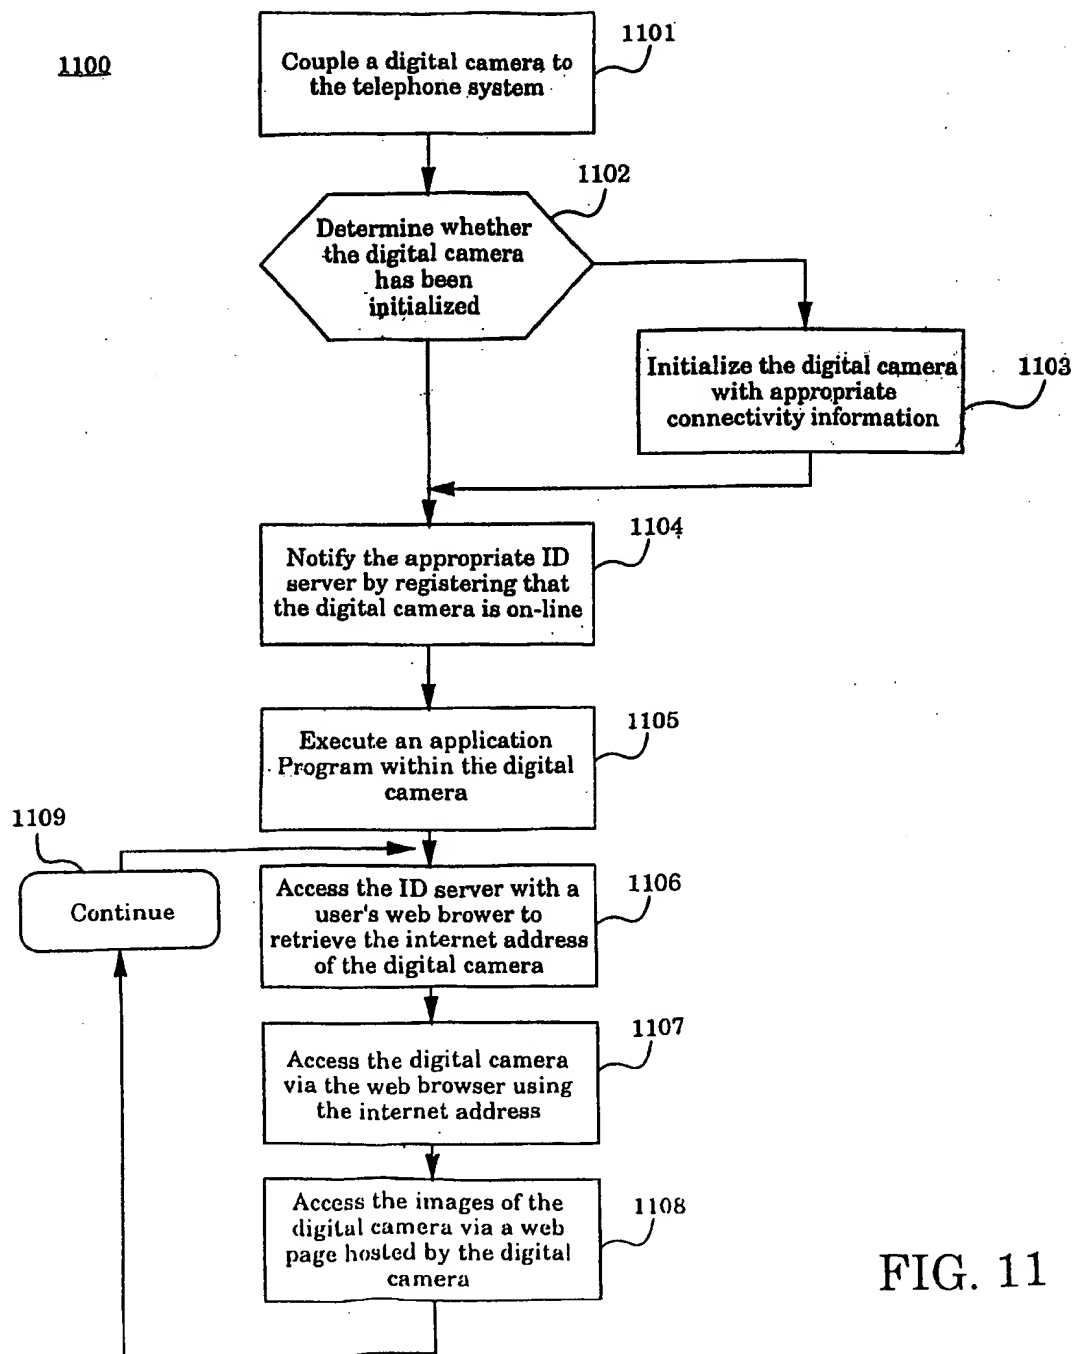 1100
1101
Couple a digital camera to
the telephone system
1102
Determine whether
the digital camera
has been
initialized
Initialize the digital camera
with appropriate
connectivity information
1103
1104
Notify the appropriate ID
server by registering that
the digital camera is on-line
1105
Execute an application
Program within the digital
camera
1109
Continue
1106
Access the ID server with a
user's web brower to
retrieve the internet address
of the digital camera
1107
Access the digital camera
via the web browser using
the internet address
1108
Access the images of the
digital camera via a web
page hosted by the digital
camera
FIG. 11